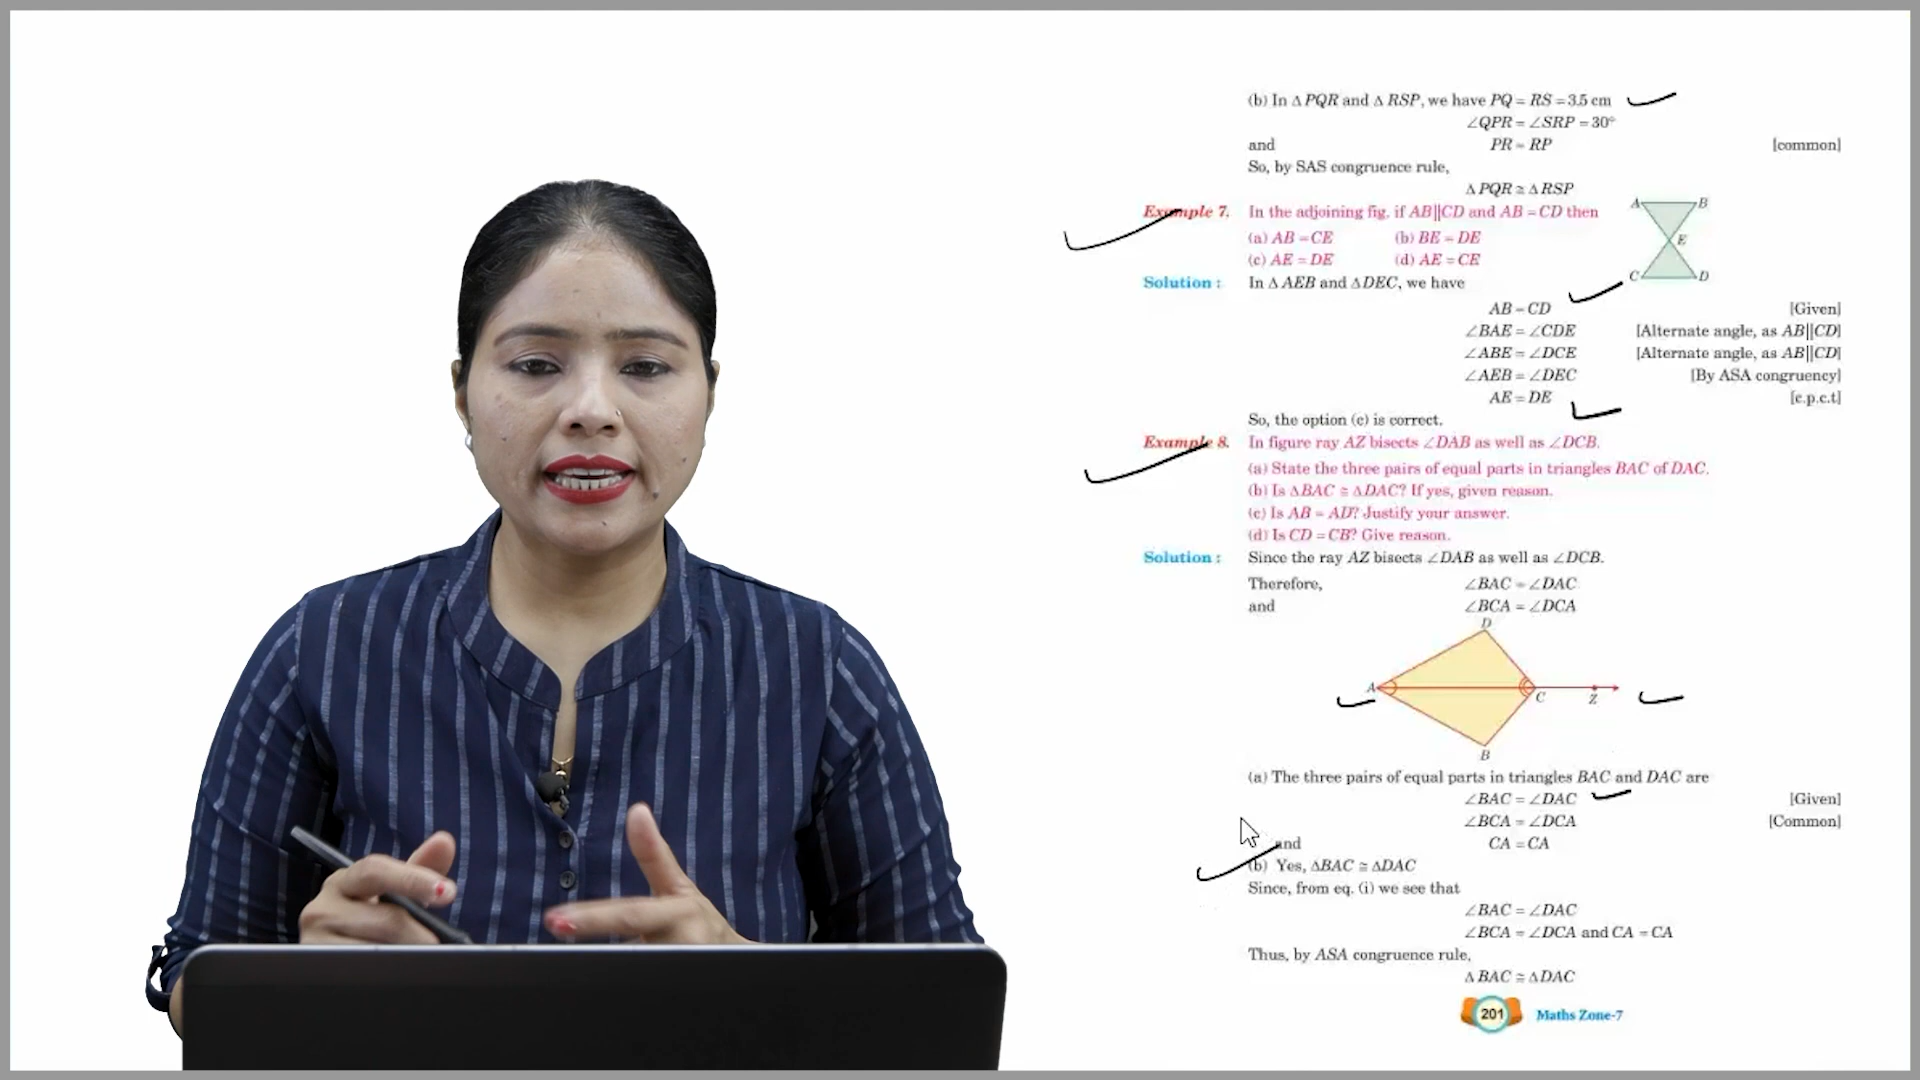 (b) In Δ PQR and Δ RSP, we have PQ = RS = 3.5 cm
∠QPR = ∠SRP = 30°
and PR = RP [common]
So, by SAS congruence rule,
Δ PQR ≅ Δ RSP
Example 7. In the adjoining fig. if AB||CD and AB = CD then
(a) AB = CE (b) BE = DE
(c) AE = DE (d) AE = CE
A B
E
C D
Solution : In Δ AEB and Δ DEC, we have
AB = CD [Given]
∠BAE = ∠CDE [Alternate angle, as AB||CD]
∠ABE = ∠DCE [Alternate angle, as AB||CD]
∠AEB = ∠DEC [By ASA congruency]
AE = DE [c.p.c.t]
So, the option (c) is correct.
Example 8. In figure ray AZ bisects ∠DAB as well as ∠DCB.
(a) State the three pairs of equal parts in triangles BAC of DAC.
(b) Is ΔBAC ≅ ΔDAC? If yes, given reason.
(c) Is AB = AD? Justify your answer.
(d) Is CD = CB? Give reason.
Solution : Since the ray AZ bisects ∠DAB as well as ∠DCB.
Therefore, ∠BAC = ∠DAC
and ∠BCA = ∠DCA
D
A C Z
B
(a) The three pairs of equal parts in triangles BAC and DAC are
∠BAC = ∠DAC [Given]
∠BCA = ∠DCA [Common]
and CA = CA
(b) Yes, ΔBAC ≅ ΔDAC
Since, from eq. (i) we see that
∠BAC = ∠DAC
∠BCA = ∠DCA and CA = CA
Thus, by ASA congruence rule,
Δ BAC ≅ ΔDAC
201 Maths Zone-7